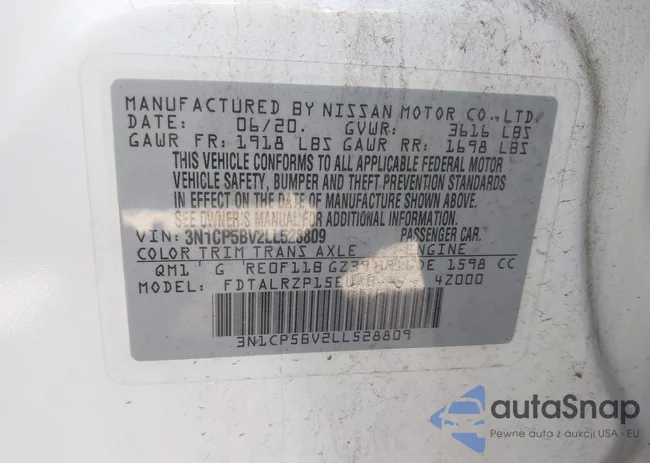 MANUFACTURED BY NISSAN MOTOR CO.,LTD.
DATE: 06/20. GVWR: 3616 LBS
GAWR FR: 1918 LBS GAWR RR: 1698 LBS
THIS VEHICLE CONFORMS TO ALL APPLICABLE FEDERAL MOTOR
VEHICLE SAFETY, BUMPER AND THEFT PREVENTION STANDARDS
IN EFFECT ON THE DATE OF MANUFACTURE SHOWN ABOVE.
SEE OWNER'S MANUAL FOR ADDITIONAL INFORMATION.
VIN: 3N1CP5BV2LL528809 PASSENGER CAR.
COLOR TRIM TRANS AXLE ENGINE
QM1 G RE0F11B 1598 CC
MODEL: 4Z000
3N1CP5BV2LL528809
autaSnap
Pewne auta z aukcji USA i EU